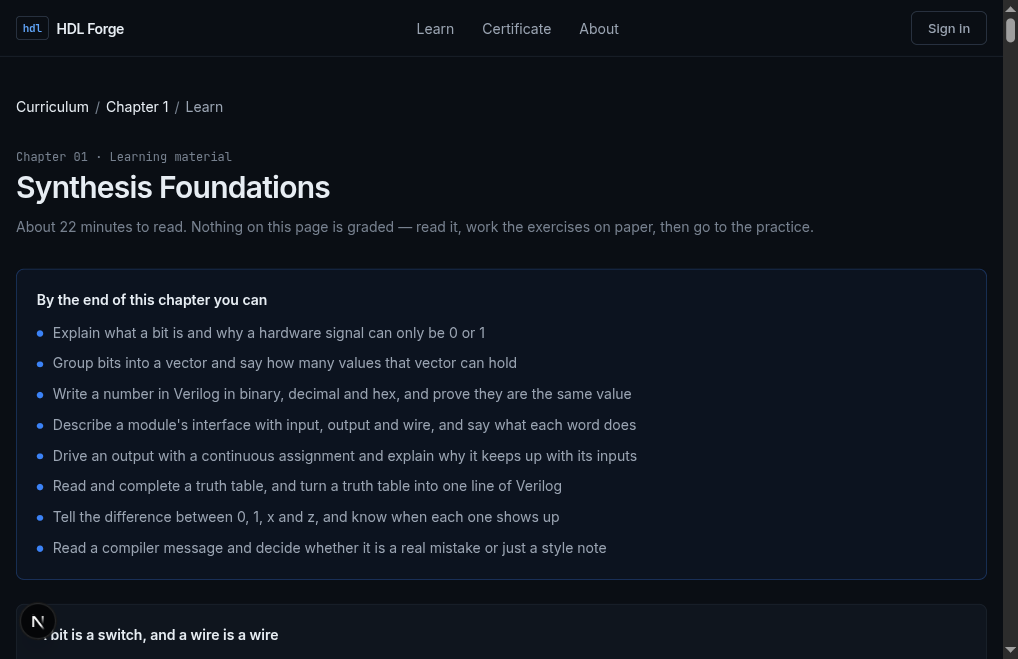 hdl HDL Forge Learn Certificate About Sign in
Curriculum / Chapter 1 / Learn
Chapter 01 · Learning material
Synthesis Foundations
About 22 minutes to read. Nothing on this page is graded — read it, work the exercises on paper, then go to the practice.
By the end of this chapter you can
Explain what a bit is and why a hardware signal can only be 0 or 1
Group bits into a vector and say how many values that vector can hold
Write a number in Verilog in binary, decimal and hex, and prove they are the same value
Describe a module's interface with input, output and wire, and say what each word does
Drive an output with a continuous assignment and explain why it keeps up with its inputs
Read and complete a truth table, and turn a truth table into one line of Verilog
Tell the difference between 0, 1, x and z, and know when each one shows up
Read a compiler message and decide whether it is a real mistake or just a style note
N
bit is a switch, and a wire is a wire